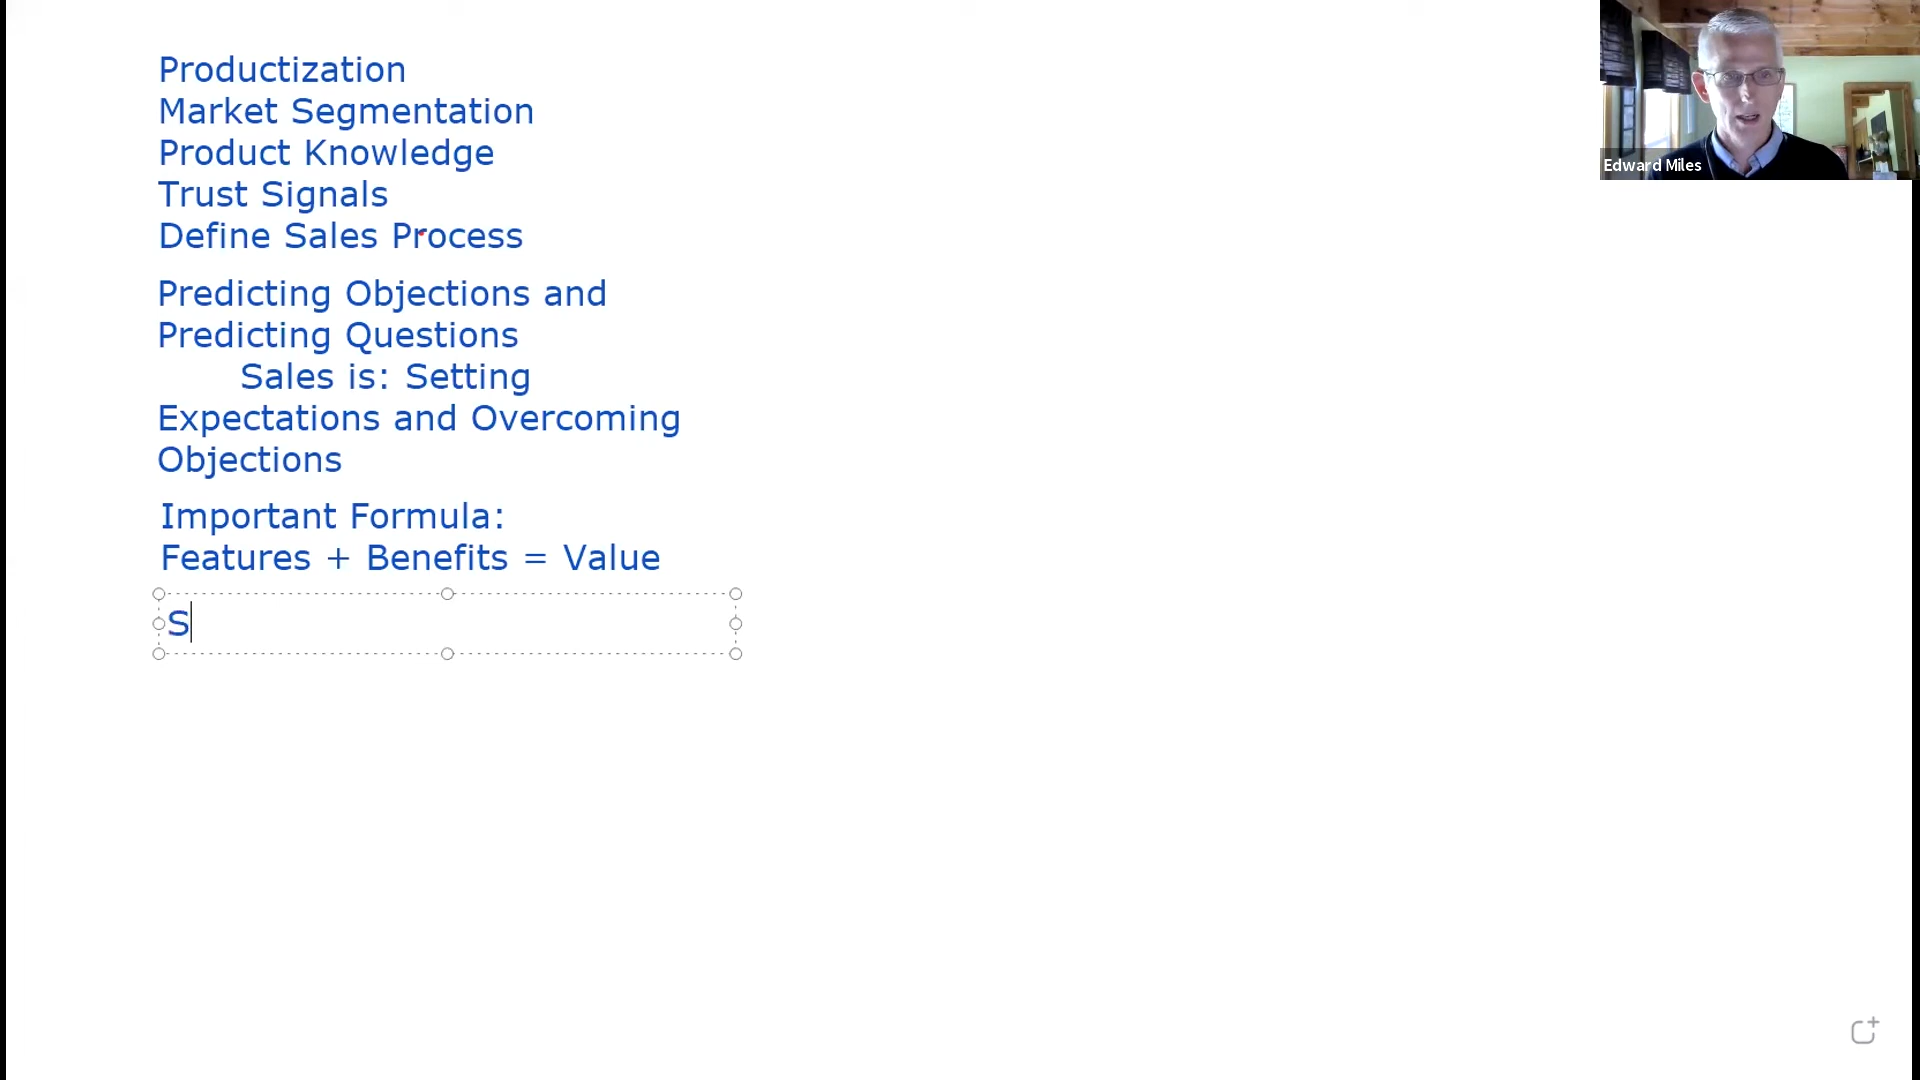 Productization
Market Segmentation
Product Knowledge
Trust Signals
Define Sales Process
Predicting Objections and
Predicting Questions
Sales is: Setting
Expectations and Overcoming
Objections
Important Formula:
Features + Benefits = Value
S
Edward Miles